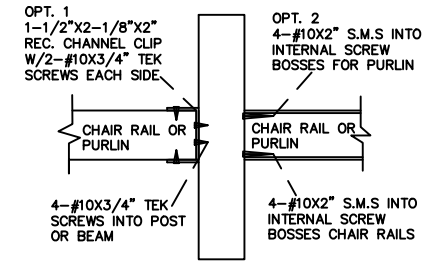 OPT. 1
1-1/2"X2-1/8"X2"
REC. CHANNEL CLIP
W/2-#10X3/4" TEK
SCREWS EACH SIDE
OPT. 2
4-#10X2" S.M.S INTO
INTERNAL SCREW
BOSSES FOR PURLIN
CHAIR RAIL OR
PURLIN
CHAIR RAIL OR
PURLIN
4-#10X3/4" TEK
SCREWS INTO POST
OR BEAM
4-#10X2" S.M.S INTO
INTERNAL SCREW
BOSSES CHAIR RAILS